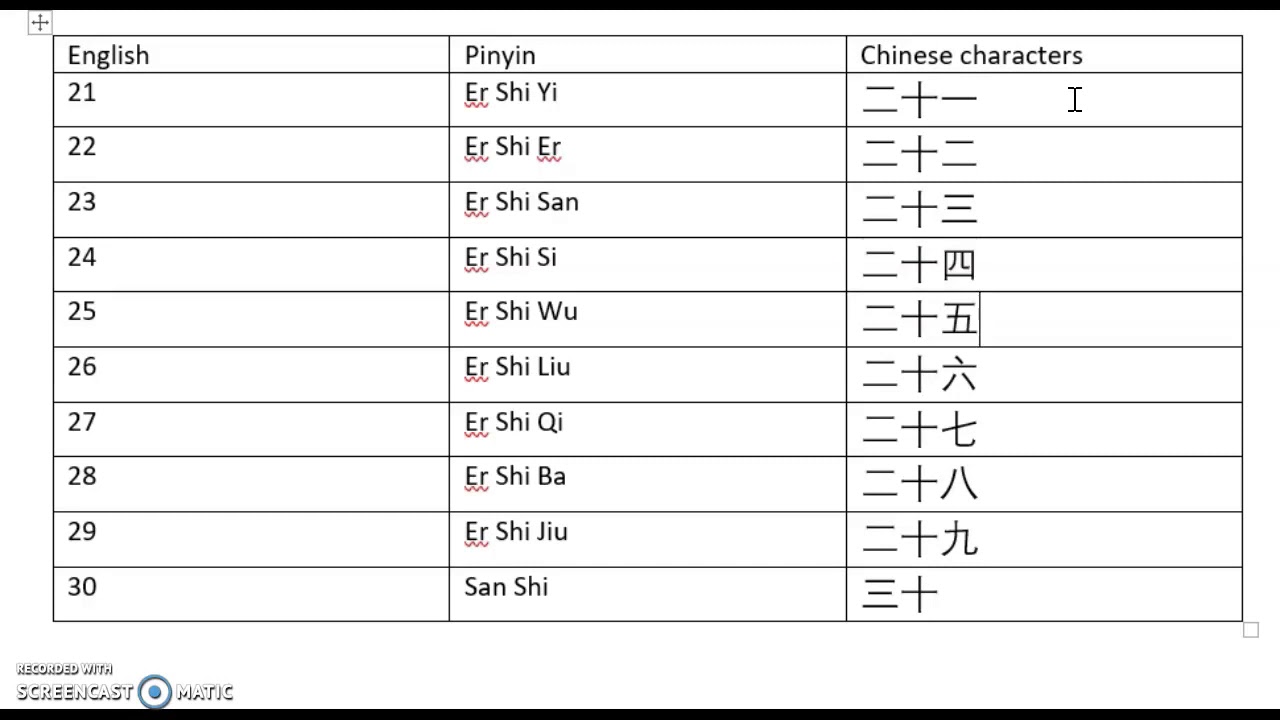 English Pinyin Chinese characters
21 Er Shi Yi 二十一
22 Er Shi Er 二十二
23 Er Shi San 二十三
24 Er Shi Si 二十四
25 Er Shi Wu 二十五
26 Er Shi Liu 二十六
27 Er Shi Qi 二十七
28 Er Shi Ba 二十八
29 Er Shi Jiu 二十九
30 San Shi 三十
RECORDED WITH
SCREENCAST MATIC